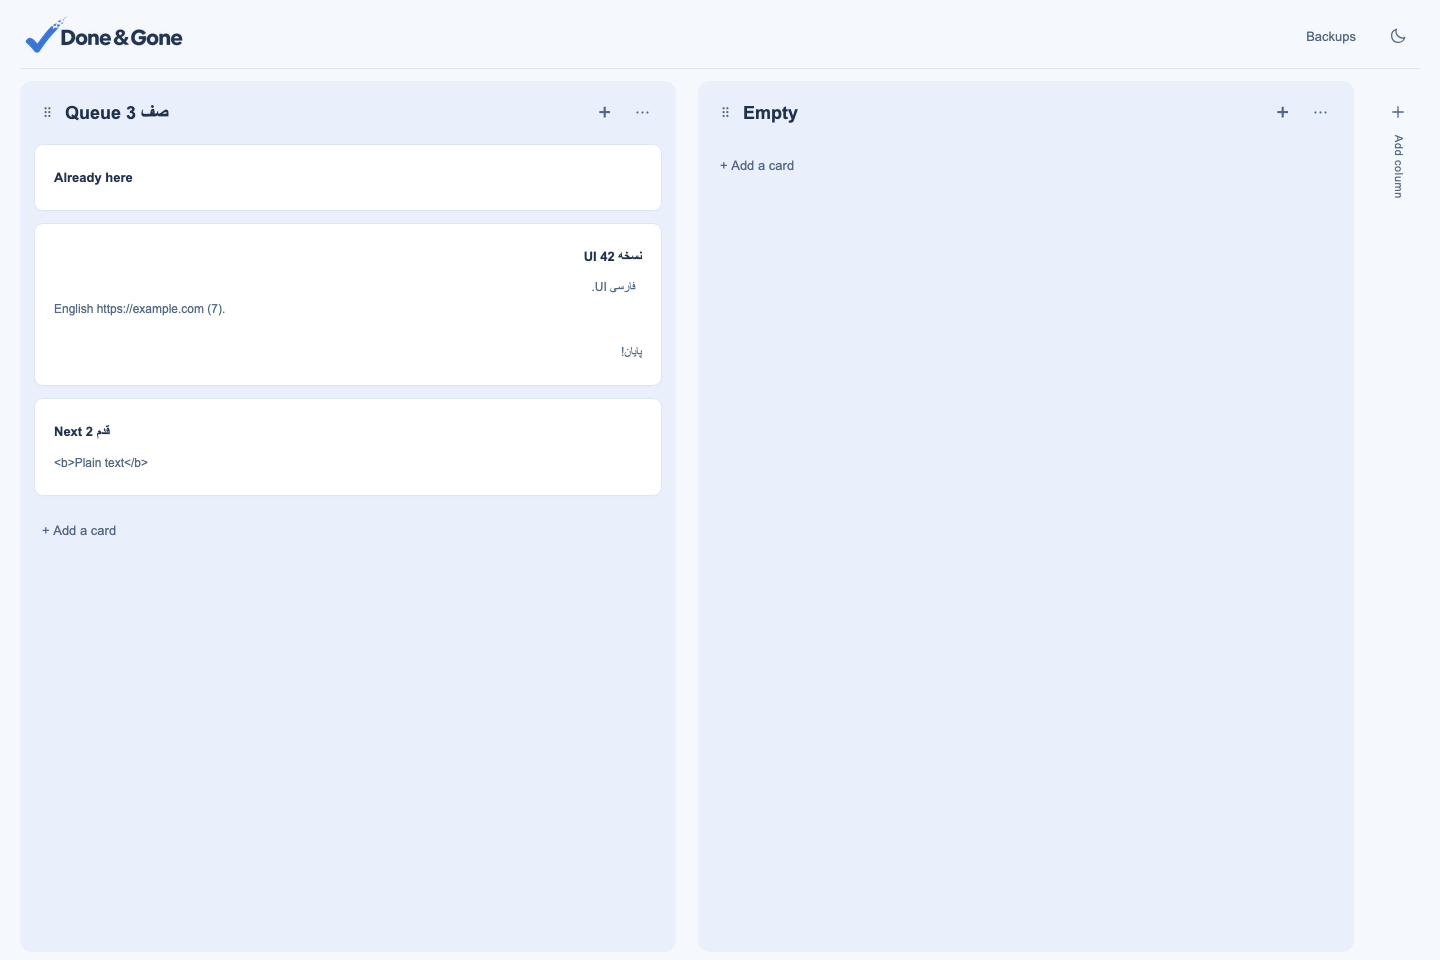 Done & Gone
Backups
Queue 3 صف
+
...
Already here
نسخه 42 UI
فارسی UI.
English https://example.com (7).
پایان!
Next 2 قدم
<b>Plain text</b>
+ Add a card
Empty
+
...
+ Add a card
+
Add column